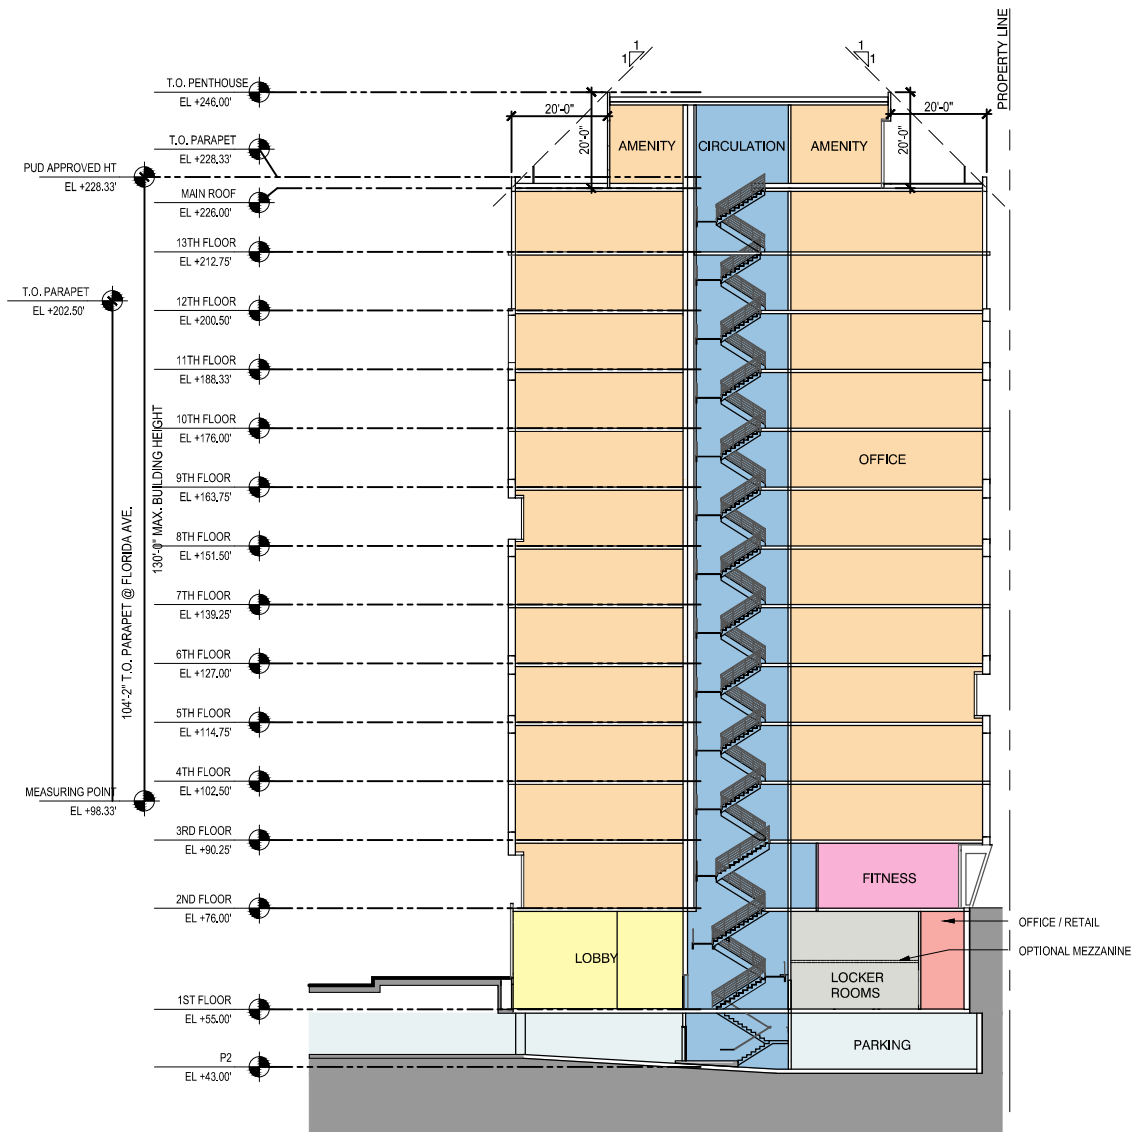 PROPERTY LINE
1
1
1
1
T.O. PENTHOUSE
EL +246.00'
20'-0"
20'-0"
20'-0"
20'-0"
T.O. PARAPET
EL +228.33'
AMENITY
CIRCULATION
AMENITY
PUD APPROVED HT
EL +228.33'
MAIN ROOF
EL +226.00'
13TH FLOOR
EL +212.75'
T.O. PARAPET
EL +202.50'
12TH FLOOR
EL +200.50'
11TH FLOOR
EL +188.33'
10TH FLOOR
EL +176.00'
OFFICE
9TH FLOOR
EL +163.75'
130'-0" MAX. BUILDING HEIGHT
104'-2" T.O. PARAPET @ FLORIDA AVE.
8TH FLOOR
EL +151.50'
7TH FLOOR
EL +139.25'
6TH FLOOR
EL +127.00'
5TH FLOOR
EL +114.75'
4TH FLOOR
EL +102.50'
MEASURING POINT
EL +98.33'
3RD FLOOR
EL +90.25'
FITNESS
2ND FLOOR
EL +76.00'
OFFICE / RETAIL
OPTIONAL MEZZANINE
LOBBY
LOCKER
ROOMS
1ST FLOOR
EL +55.00'
PARKING
P2
EL +43.00'